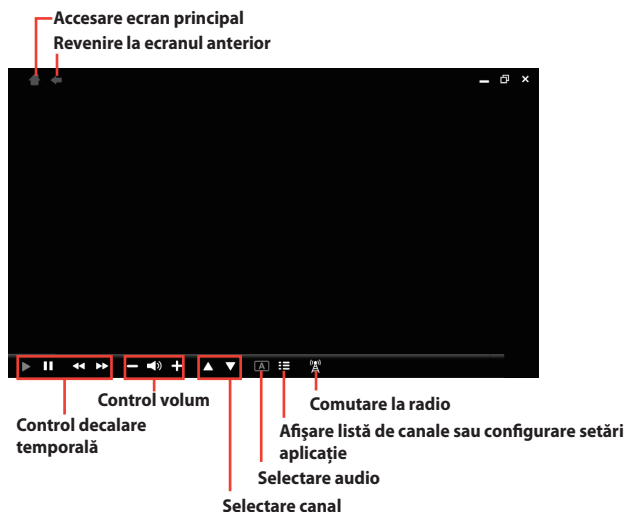 Accesare ecran principal
Revenire la ecranul anterior
A
Control volum
Comutare la radio
Control decalare
temporală
Afişare listă de canale sau configurare setări
aplicație
Selectare audio
Selectare canal